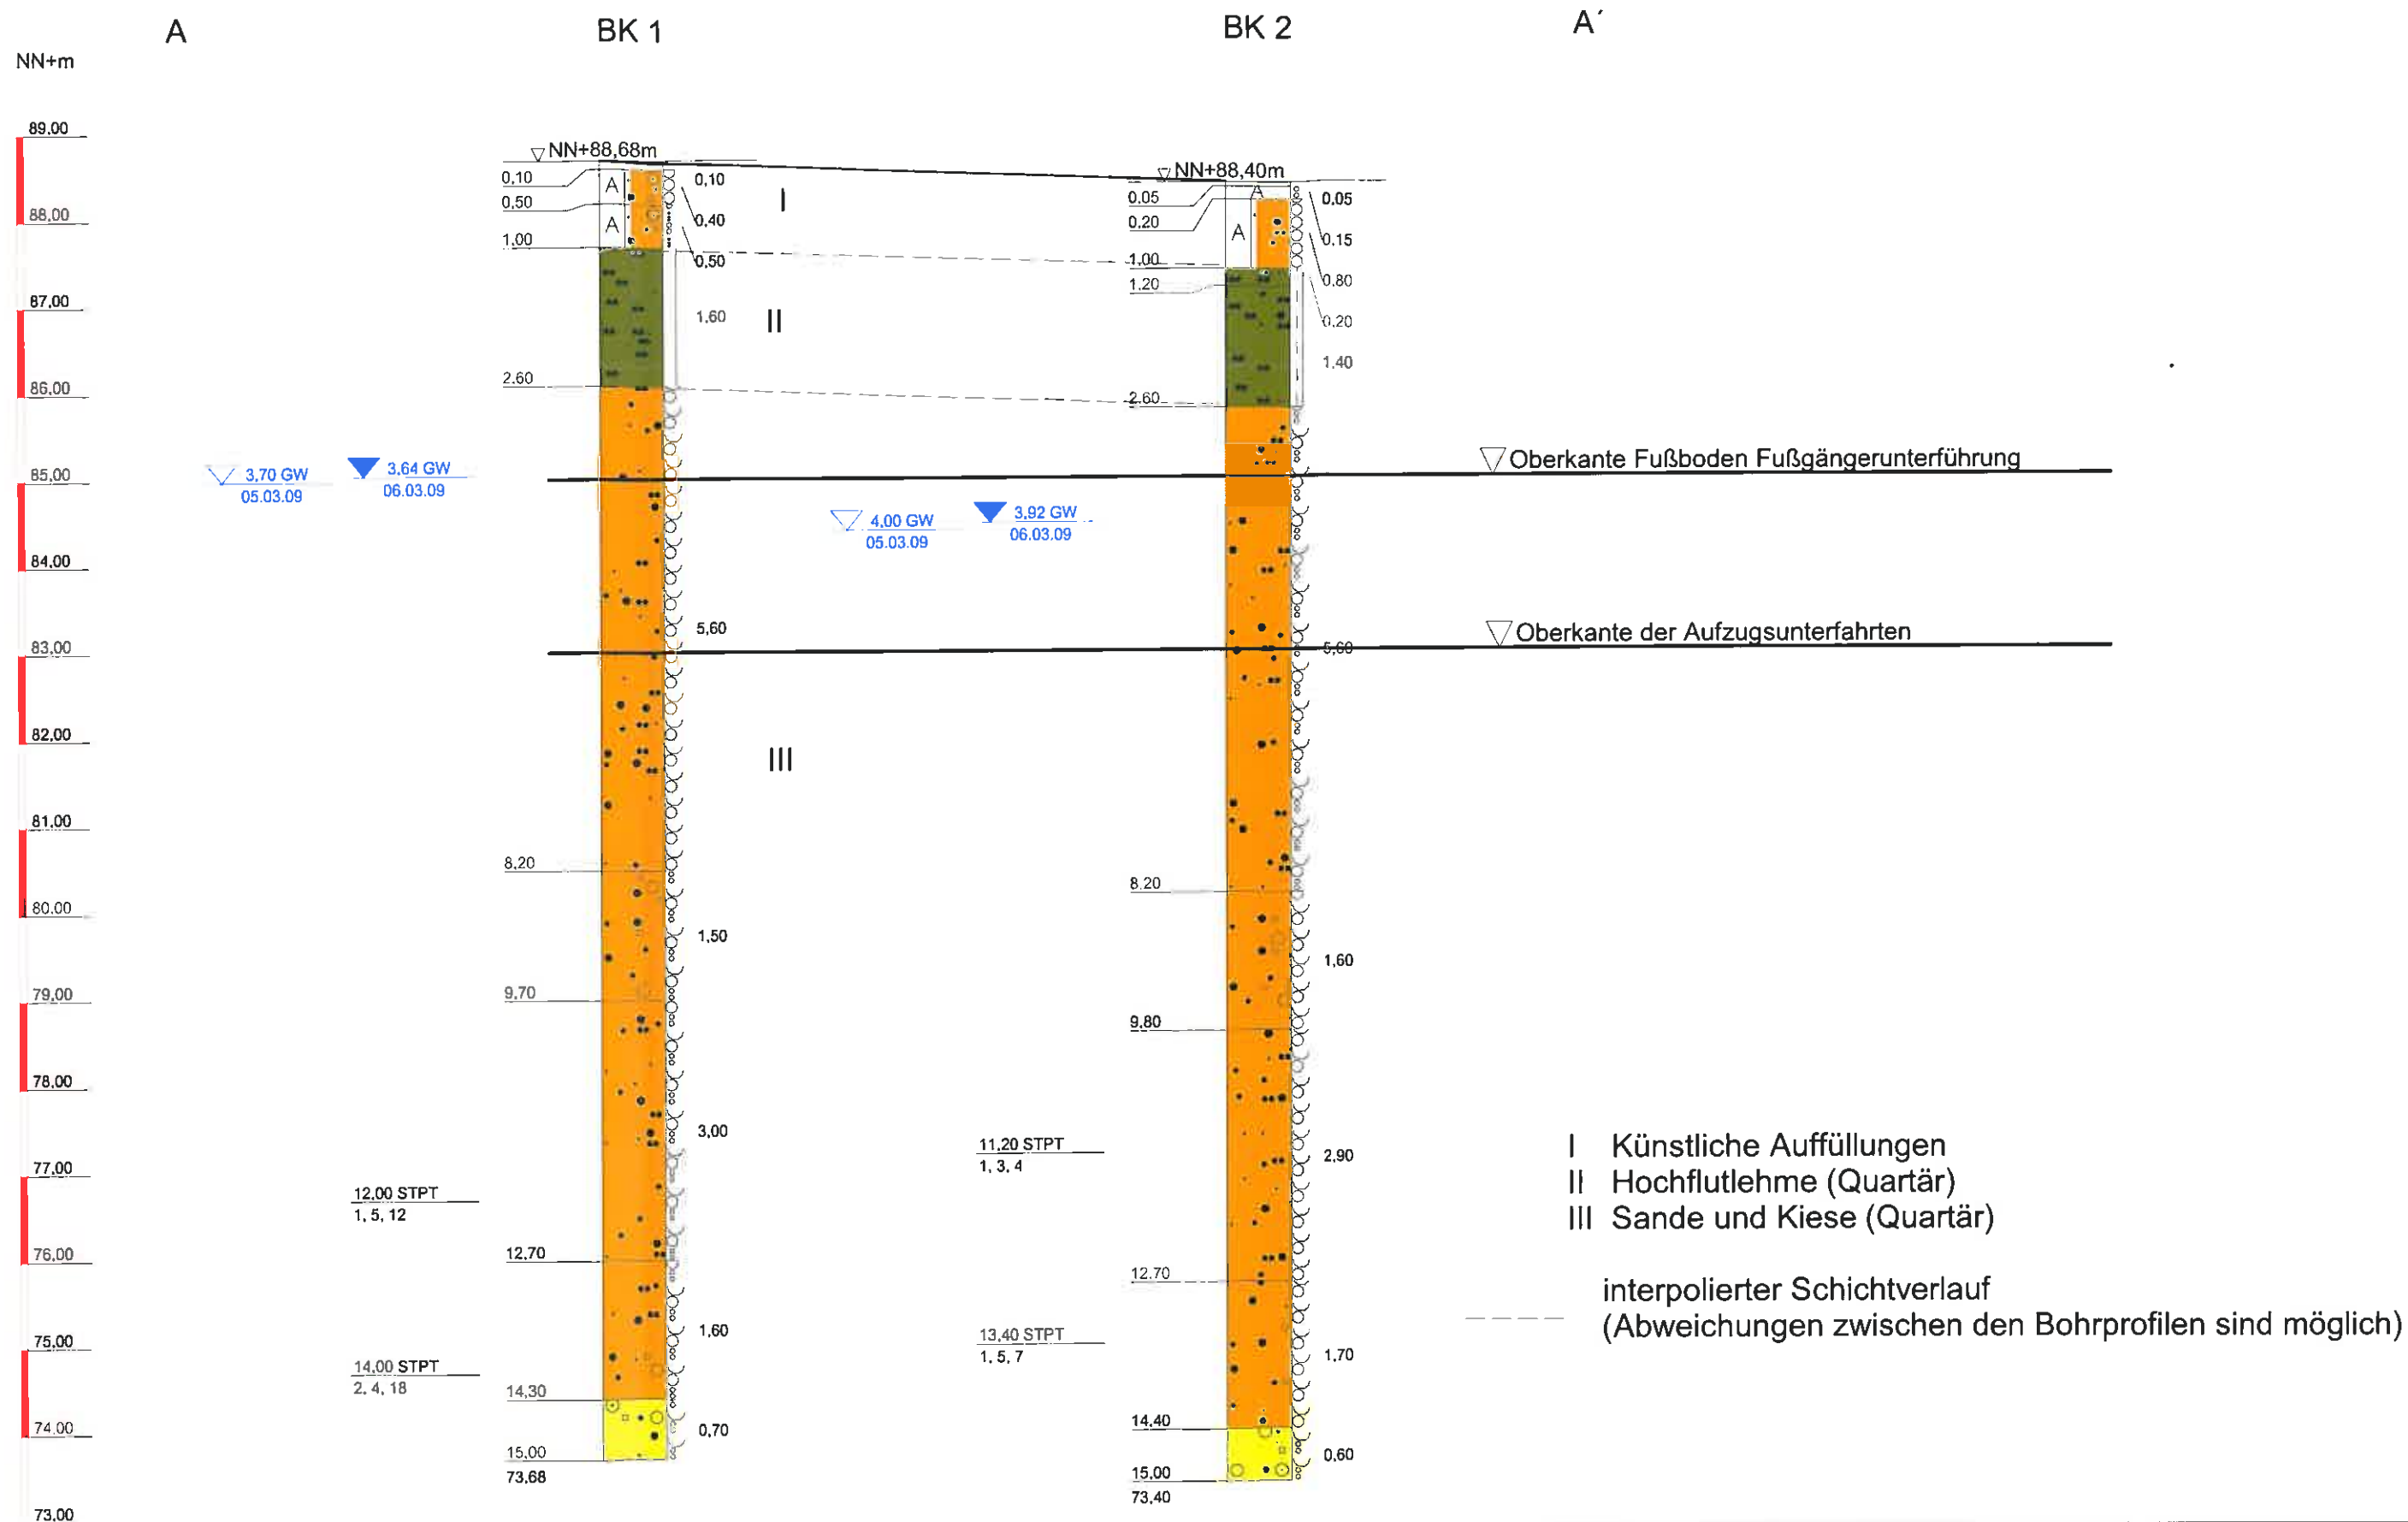 A
BK 1
BK 2
A´
NN+m
89.00
88,00
87,00
86,00
85,00
84,00
83,00
82,00
81,00
80.00
79,00
78,00
77,00
76,00
75,00
74,00
73,00
3,70 GW
05.03.09
3,64 GW
06.03.09
12,00 STPT
1, 5, 12
14,00 STPT
2, 4, 18
NN+88,68m
0,10
0,50
1,00
2.60
8,20
9,70
12,70
14,30
15,00
73,68
A
A
0,10
0,40
0,50
1,60
5,60
1,50
3,00
1,60
0,70
I
II
III
4,00 GW
05.03.09
3,92 GW
06.03.09
11,20 STPT
1, 3, 4
13,40 STPT
1, 5, 7
NN+88,40m
0.05
0.20
1,00
1.20
2.60
8.20
9.80
12.70
14,40
15,00
73,40
A
A
0,05
0.15
0.80
0.20
1.40
5,60
1,60
2,90
1,70
0,60
Oberkante Fußboden Fußgängerunterführung
Oberkante der Aufzugsunterfahrten
I Künstliche Auffüllungen
II Hochflutlehme (Quartär)
III Sande und Kiese (Quartär)
interpolierter Schichtverlauf
(Abweichungen zwischen den Bohrprofilen sind möglich)